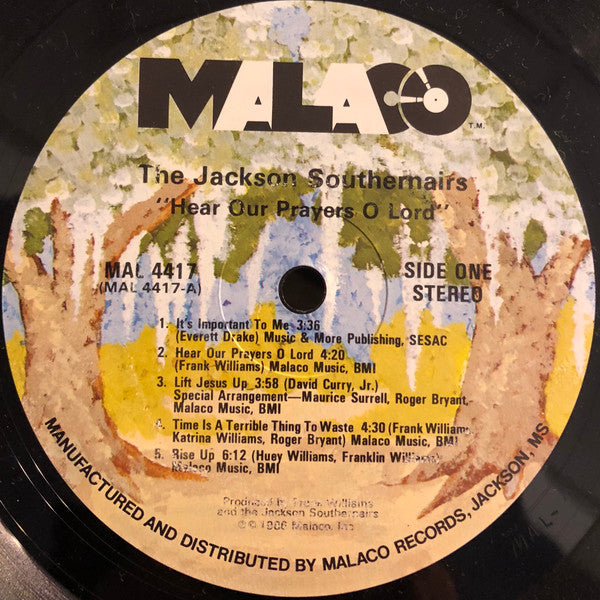 MALACO
T.M.
The Jackson Southernairs
"Hear Our Prayers O Lord"
MAL 4417
(MAL 4417-A)
SIDE ONE
STEREO
1. It's Important To Me 3:36
(Everett Drake) Music & More Publishing, SESAC
2. Hear Our Prayers O Lord 4:20
(Frank Williams) Malaco Music, BMI
3. Lift Jesus Up 3:58 (David Curry, Jr.)
Special Arrangement—Maurice Surrell, Roger Bryant,
Malaco Music, BMI
4. Time Is A Terrible Thing To Waste 4:30 (Frank Williams,
Katrina Williams, Roger Bryant) Malaco Music, BMI
5. Rise Up 6:12 (Huey Williams, Franklin Williams)
Malaco Music, BMI
Produced by Frank Williams
and the Jackson Southernairs
© ℗ 1986 Malaco, Inc.
MANUFACTURED AND DISTRIBUTED BY MALACO RECORDS, JACKSON, MS